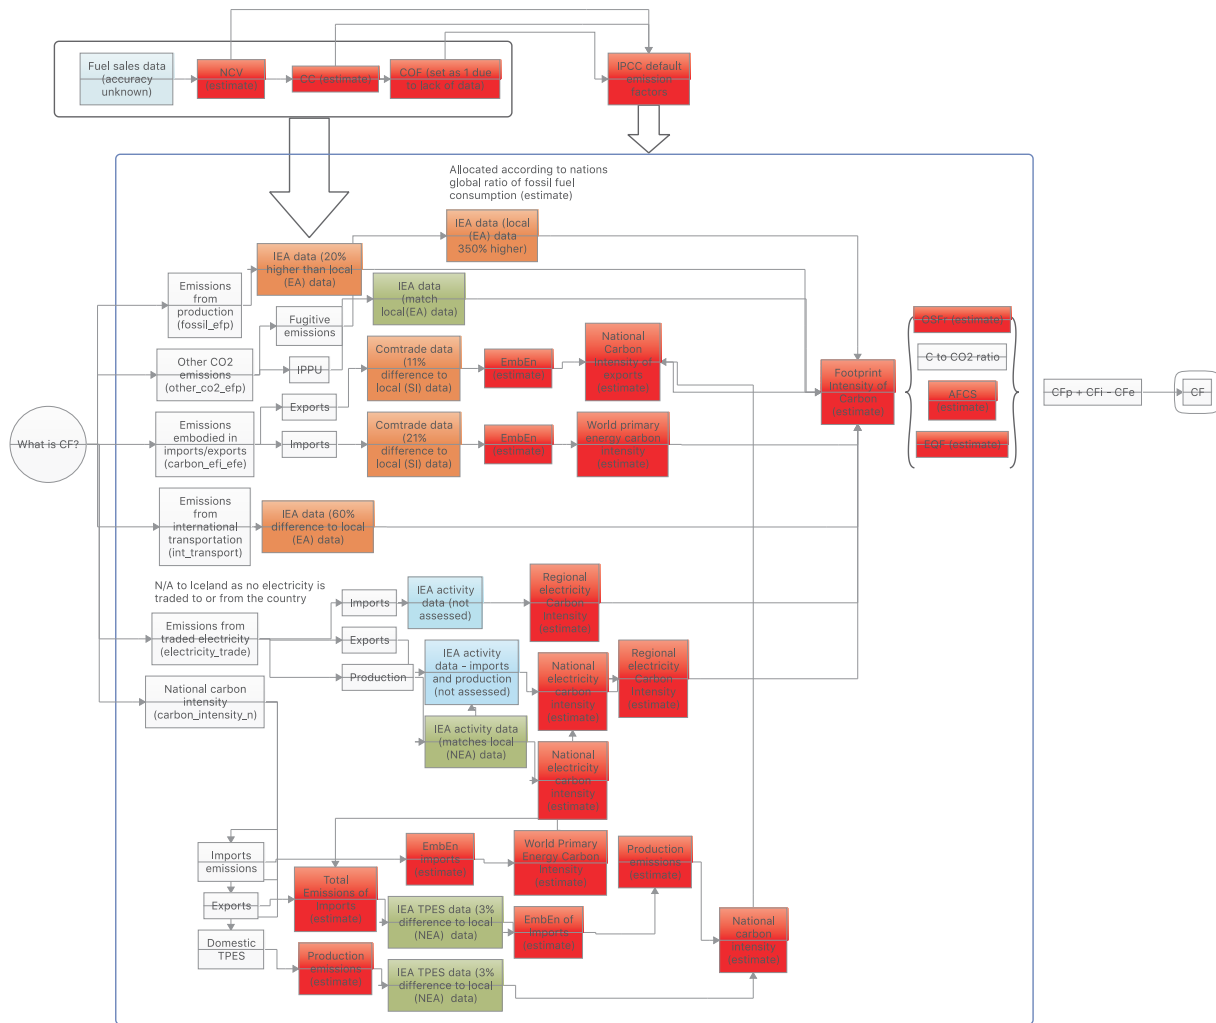 Fuel sales data
(accuracy
unknown)
NCV
(estimate)
CC (estimate)
COF (set as 1 due
to lack of data)
IPCC default
emission
factors
Allocated according to nations
global ratio of fossil fuel
consumption (estimate)
IEA data (local
(EA) data
350% higher)
IEA data (20%
higher than local
(EA) data)
IEA data
(match
local(EA) data)
Emissions
from
production
(fossil_efp)
Fugitive
emissions
Other CO2
emissions
(other_co2_efp)
IPPU
Comtrade data
(11%
difference to
local (SI) data)
EmbEn
(estimate)
National
Carbon
Intensity of
exports
(estimate)
Exports
What is CF?
Emissions
embodied in
imports/exports
(carbon_efi_efe)
Imports
Comtrade data
(21%
difference to
local (SI) data)
EmbEn
(estimate)
World primary
energy carbon
intensity
(estimate)
Footprint
Intensity of
Carbon
(estimate)
OSFr (estimate)
C to CO2 ratio
AFCS
(estimate)
EQF (estimate)
CFp + CFi – CFe
CF
Emissions
from
international
transportation
(int_transport)
IEA data (60%
difference to local
(EA) data)
N/A to Iceland as no electricity is
traded to or from the country
Emissions from
traded electricity
(electricity_trade)
Imports
IEA activity
data (not
assessed)
Regional
electricity
Carbon
Intensity
(estimate)
Exports
Production
IEA activity
data – imports
and production
(not assessed)
National
electricity
carbon
intensity
(estimate)
Regional
electricity
Carbon
Intensity
(estimate)
National carbon
intensity
(carbon_intensity_n)
IEA activity data
(matches local
(NEA) data)
National
electricity
carbon
intensity
(estimate)
Imports
emissions
EmbEn
imports
(extimate)
World Primary
Energy Carbon
Intensity
(estimate)
Production
emissions
(estimate)
Exports
Total
Emissions of
imports
(estimate)
IEA TPES data (3%
difference to local
(NEA) data)
EmbEn of
Imports
(estimate)
National
carbon
intensity
(estimate)
Domestic
TPES
Production
emissions
(estimate)
IEA TPES data (3%
difference to local
(NEA) data)